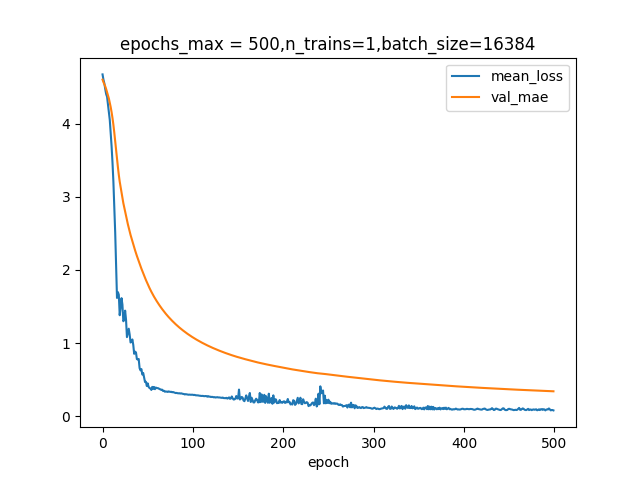 epochs_max = 500,n_trains=1,batch_size=16384
mean_loss
val_mae
4
3
2
1
0
0 100 200 300 400 500
epoch